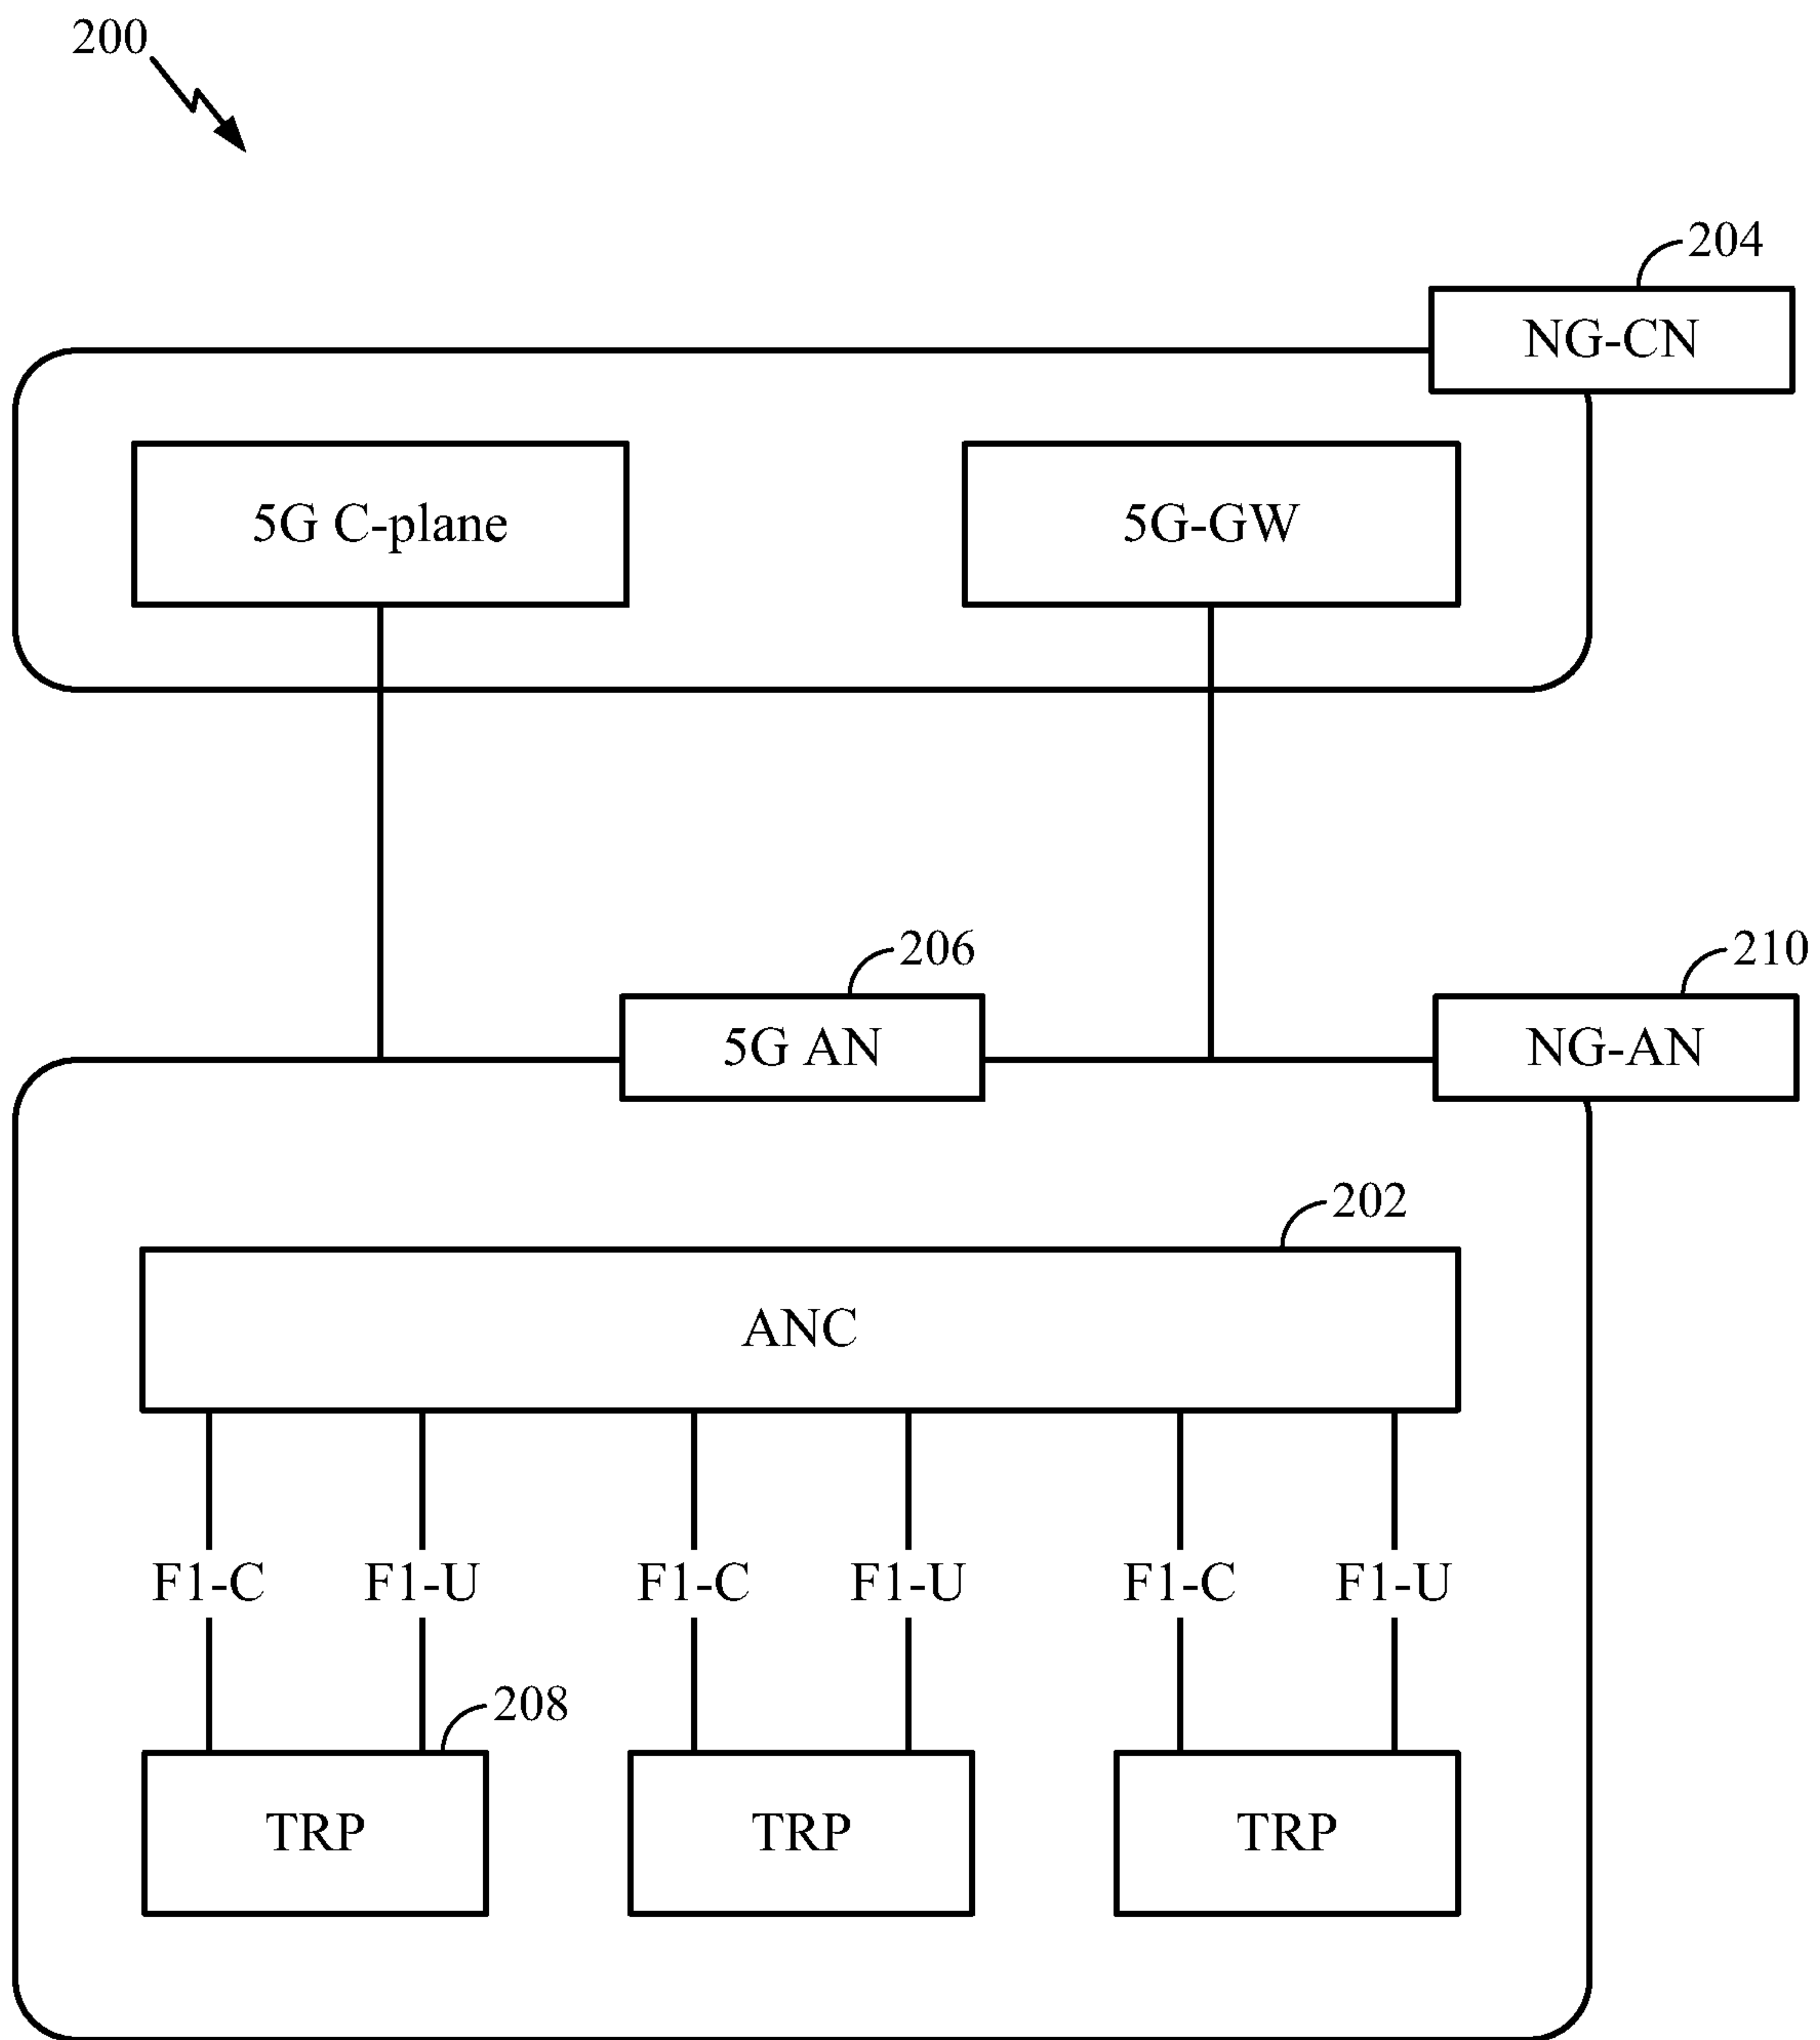 200
204
NG-CN
5G C-plane
5G-GW
206
210
5G AN
NG-AN
202
ANC
F1-C
F1-U
F1-C
F1-U
F1-C
F1-U
208
TRP
TRP
TRP